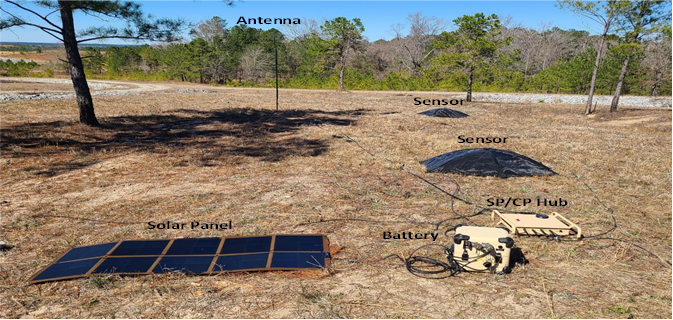 Antenna
Sensor
Sensor
SP/CP Hub
Solar Panel
Battery